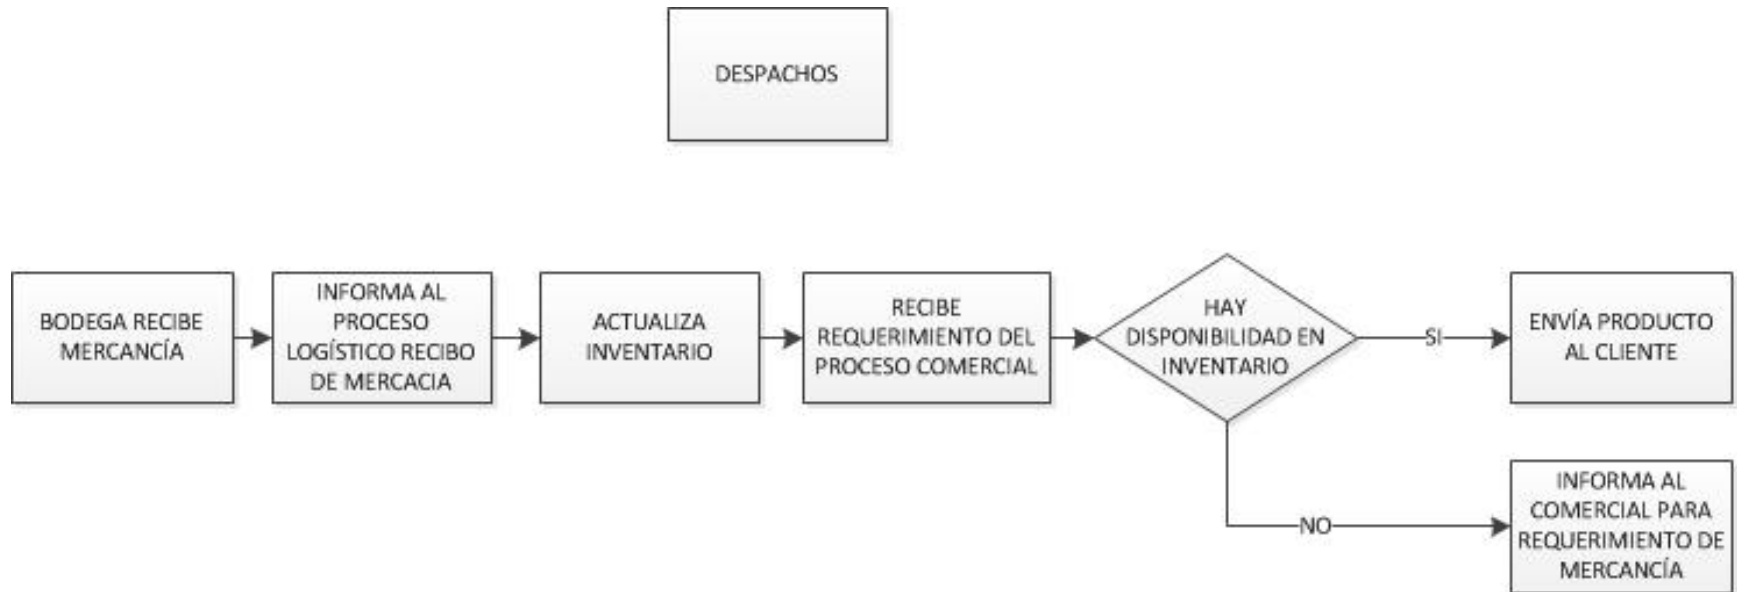 DESPACHOS
BODEGA RECIBE
MERCANCÍA
INFORMA AL
PROCESO
LOGÍSTICO RECIBO
DE MERCACIA
ACTUALIZA
INVENTARIO
RECIBE
REQUERIMIENTO DEL
PROCESO COMERCIAL
HAY
DISPONIBILIDAD EN
INVENTARIO
SI
ENVÍA PRODUCTO
AL CLIENTE
NO
INFORMA AL
COMERCIAL PARA
REQUERIMIENTO DE
MERCANCÍA